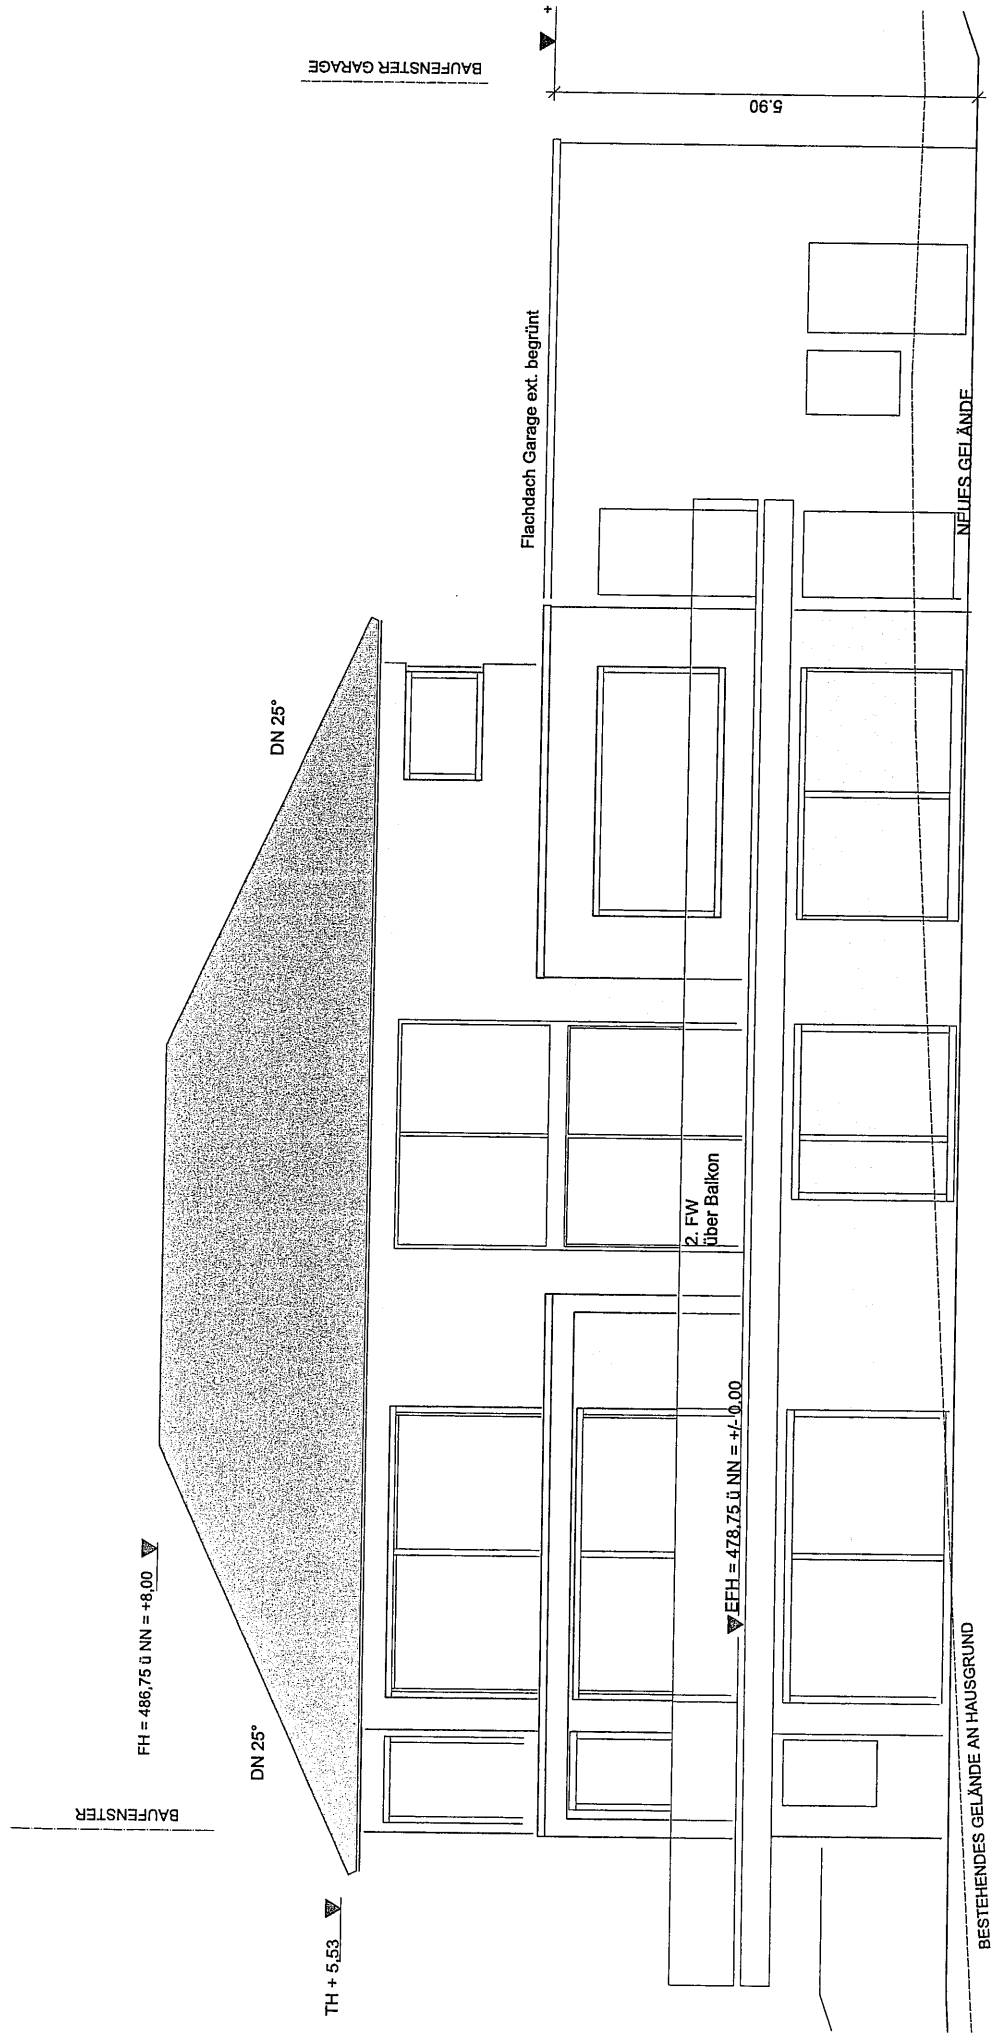 BAUFENSTER
FH = 486,75 ü NN = +8,00
TH + 5,53
DN 25°
DN 25°
BAUFENSTER GARAGE
+
Flachdach Garage ext. begrünt
5.90
2. FW
über Balkon
EFH = 478,75 ü NN = +/- 0.00
NEUES GELÄNDE
BESTEHENDES GELÄNDE AN HAUSGRUND